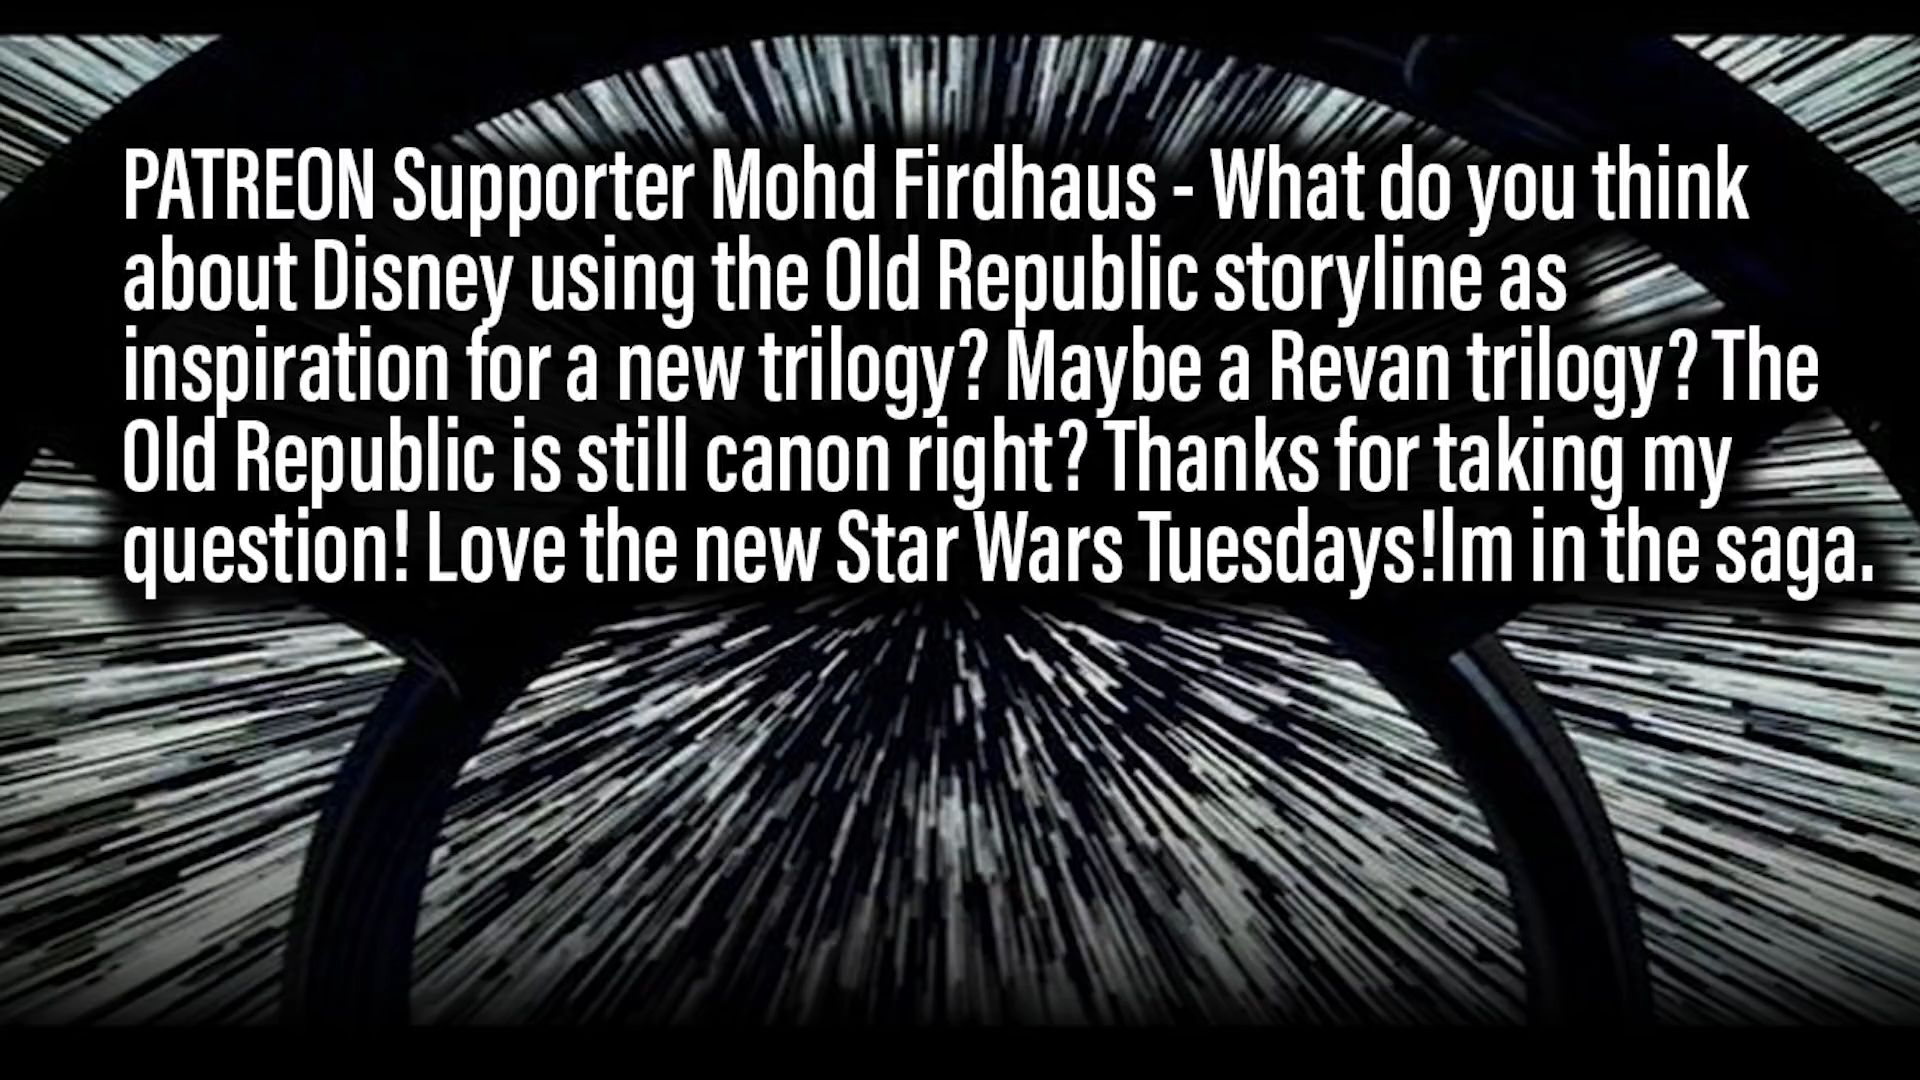 PATREON Supporter Mohd Firdhaus - What do you think
about Disney using the Old Republic storyline as
inspiration for a new trilogy? Maybe a Revan trilogy? The
Old Republic is still canon right? Thanks for taking my
question! Love the new Star Wars Tuesdays!Im in the saga.